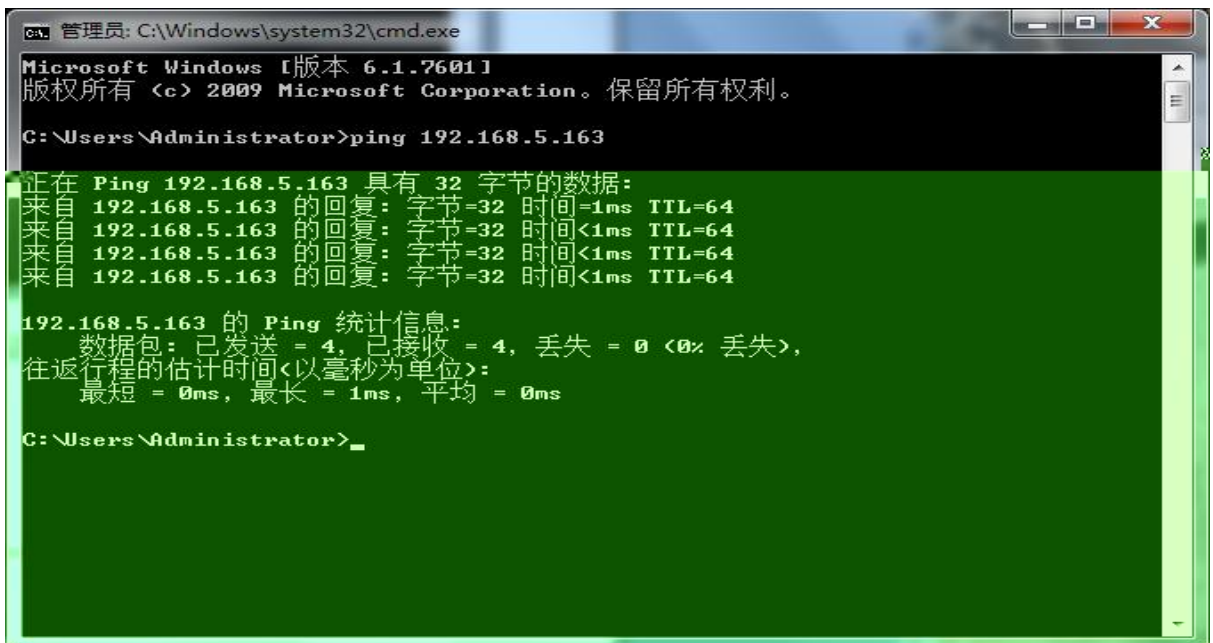 管理员: C:\Windows\system32\cmd.exe
Microsoft Windows [版本 6.1.7601]
版权所有 (c) 2009 Microsoft Corporation。保留所有权利。
C:\Users\Administrator>ping 192.168.5.163
正在 Ping 192.168.5.163 具有 32 字节的数据:
来自 192.168.5.163 的回复: 字节=32 时间=1ms TTL=64
来自 192.168.5.163 的回复: 字节=32 时间<1ms TTL=64
来自 192.168.5.163 的回复: 字节=32 时间<1ms TTL=64
来自 192.168.5.163 的回复: 字节=32 时间<1ms TTL=64
192.168.5.163 的 Ping 统计信息:
数据包: 已发送 = 4, 已接收 = 4, 丢失 = 0 (0% 丢失),
往返行程的估计时间(以毫秒为单位):
最短 = 0ms, 最长 = 1ms, 平均 = 0ms
C:\Users\Administrator>